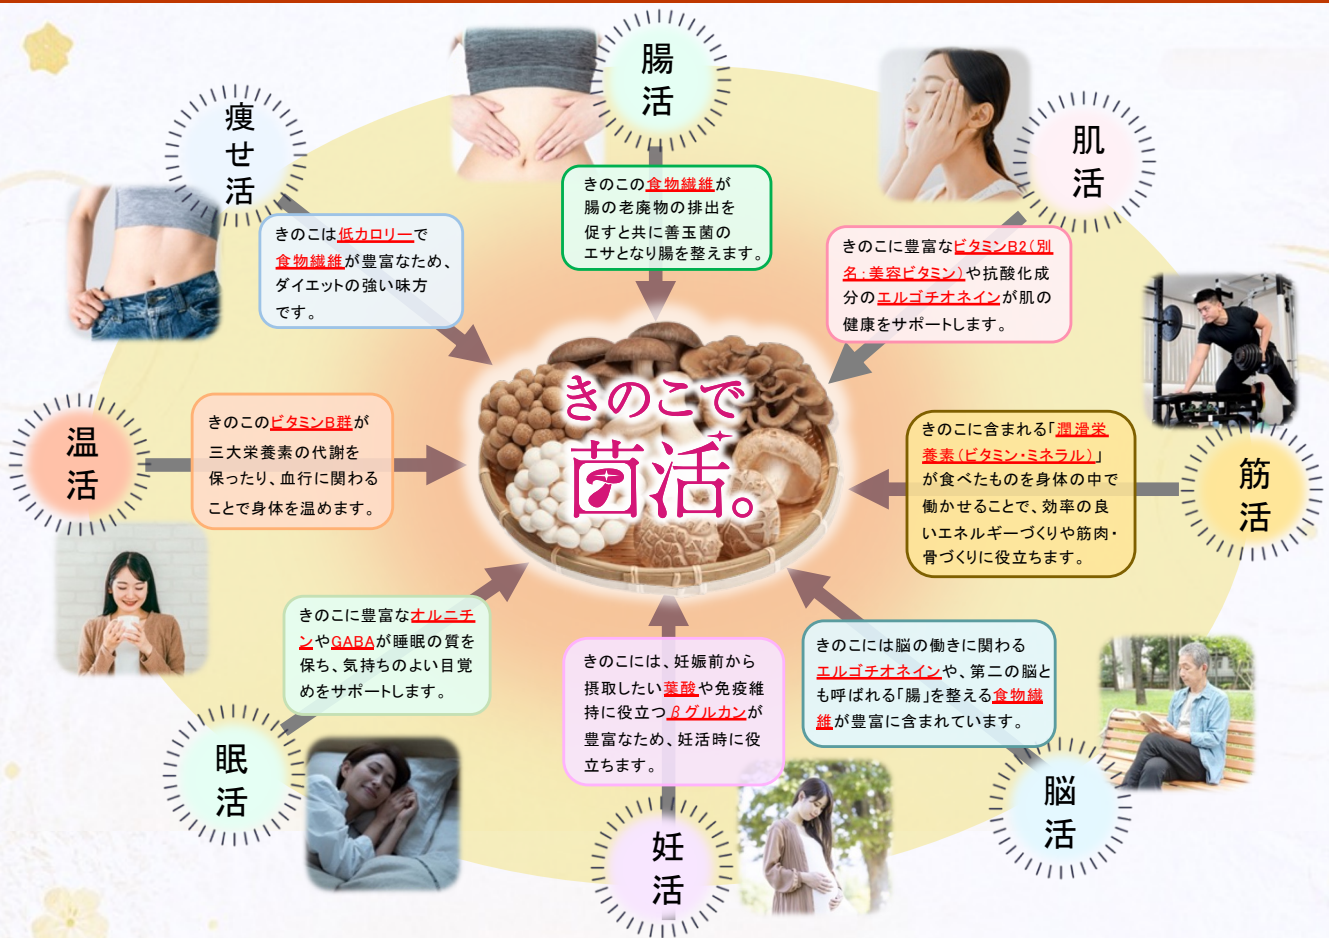 腸活
きのこの食物繊維が
腸の老廃物の排出を
促すと共に善玉菌の
エサとなり腸を整えます。
肌活
きのこに豊富なビタミンB2(別
名:美容ビタミン)や抗酸化成
分のエルゴチオネインが肌の
健康をサポートします。
筋活
きのこに含まれる「潤滑栄
養素(ビタミン・ミネラル)」
が食べたものを身体の中で
働かせることで、効率の良
いエネルギーづくりや筋肉・
骨づくりに役立ちます。
脳活
きのこには脳の働きに関わる
エルゴチオネインや、第二の脳と
も呼ばれる「腸」を整える食物繊
維が豊富に含まれています。
妊活
きのこには、妊娠前から
摂取したい葉酸や免疫維
持に役立つβグルカンが
豊富なため、妊活時に役
立ちます。
眠活
きのこに豊富なオルニチ
ンやGABAが睡眠の質を
保ち、気持ちのよい目覚
めをサポートします。
温活
きのこのビタミンB群が
三大栄養素の代謝を
保ったり、血行に関わる
ことで身体を温めます。
痩せ活
きのこは低カロリーで
食物繊維が豊富なため、
ダイエットの強い味方
です。
きのこで
菌活。